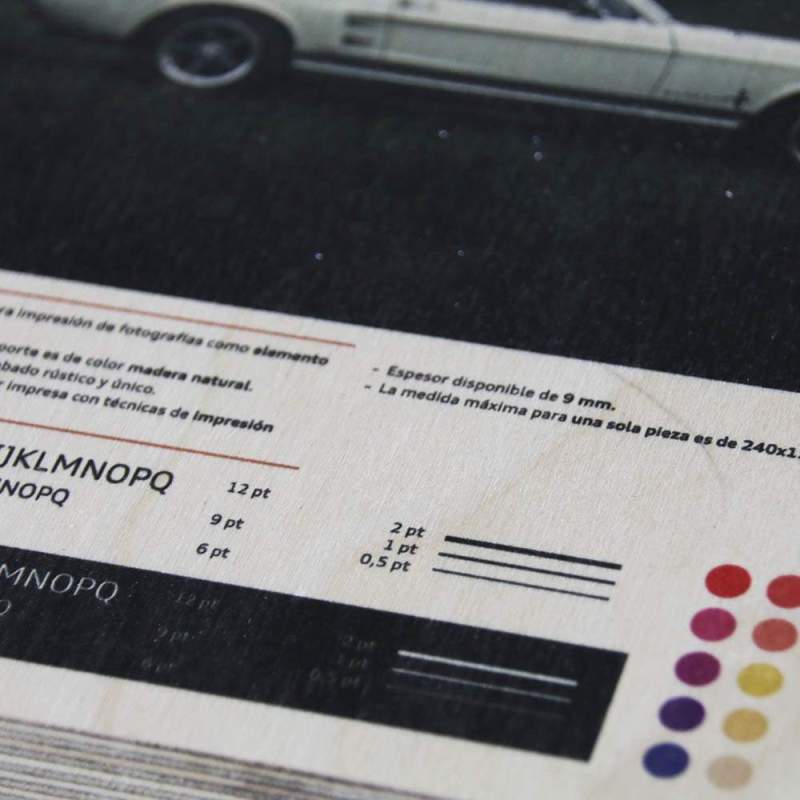 ra impresión de fotografías como elemento
porte es de color madera natural.
abado rústico y único.
r impresa con técnicas de impresión
- Espesor disponible de 9 mm.
- La medida máxima para una sola pieza es de 240x1
JKLMNOPQ 12 pt
NOPQ 9 pt
6 pt
2 pt
1 pt
0,5 pt
MNOPQ 12 pt
Q 9 pt
6 pt
2 pt
1 pt
0,5 pt